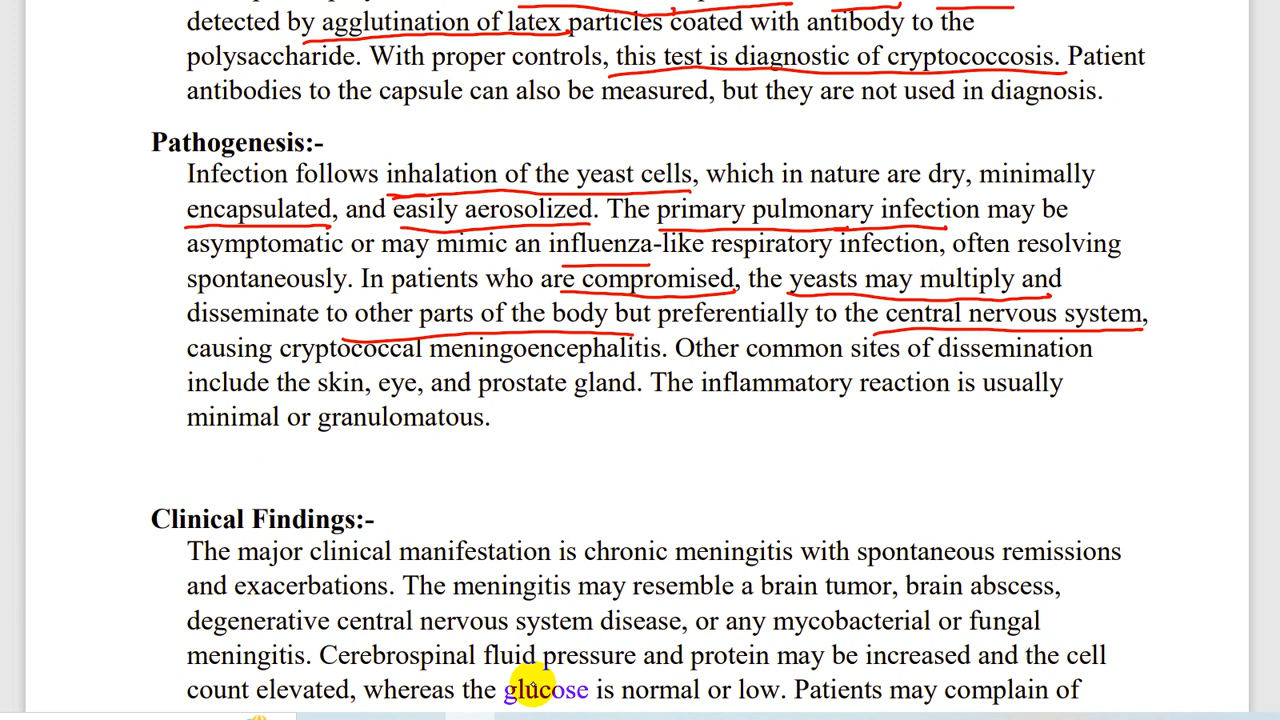 detected by agglutination of latex particles coated with antibody to the
polysaccharide. With proper controls, this test is diagnostic of cryptococcosis. Patient
antibodies to the capsule can also be measured, but they are not used in diagnosis.
Pathogenesis:-
Infection follows inhalation of the yeast cells, which in nature are dry, minimally
encapsulated, and easily aerosolized. The primary pulmonary infection may be
asymptomatic or may mimic an influenza-like respiratory infection, often resolving
spontaneously. In patients who are compromised, the yeasts may multiply and
disseminate to other parts of the body but preferentially to the central nervous system,
causing cryptococcal meningoencephalitis. Other common sites of dissemination
include the skin, eye, and prostate gland. The inflammatory reaction is usually
minimal or granulomatous.
Clinical Findings:-
The major clinical manifestation is chronic meningitis with spontaneous remissions
and exacerbations. The meningitis may resemble a brain tumor, brain abscess,
degenerative central nervous system disease, or any mycobacterial or fungal
meningitis. Cerebrospinal fluid pressure and protein may be increased and the cell
count elevated, whereas the glucose is normal or low. Patients may complain of